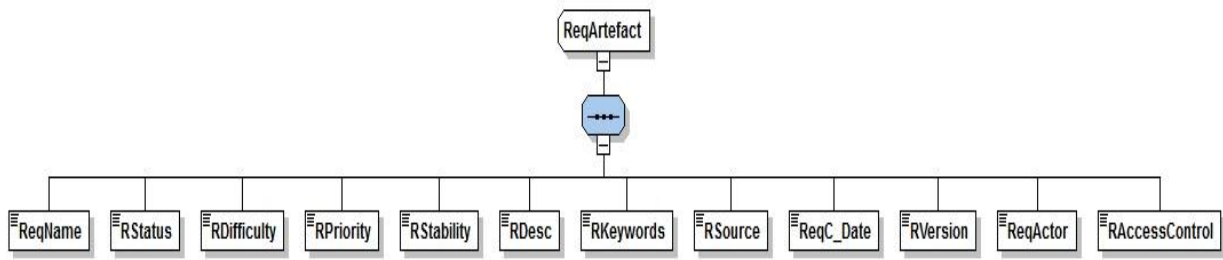 ReqArtefact
ReqName RStatus RDifficulty RPriority RStability RDesc RKeywords RSource ReqC_Date RVersion ReqActor RAccessControl